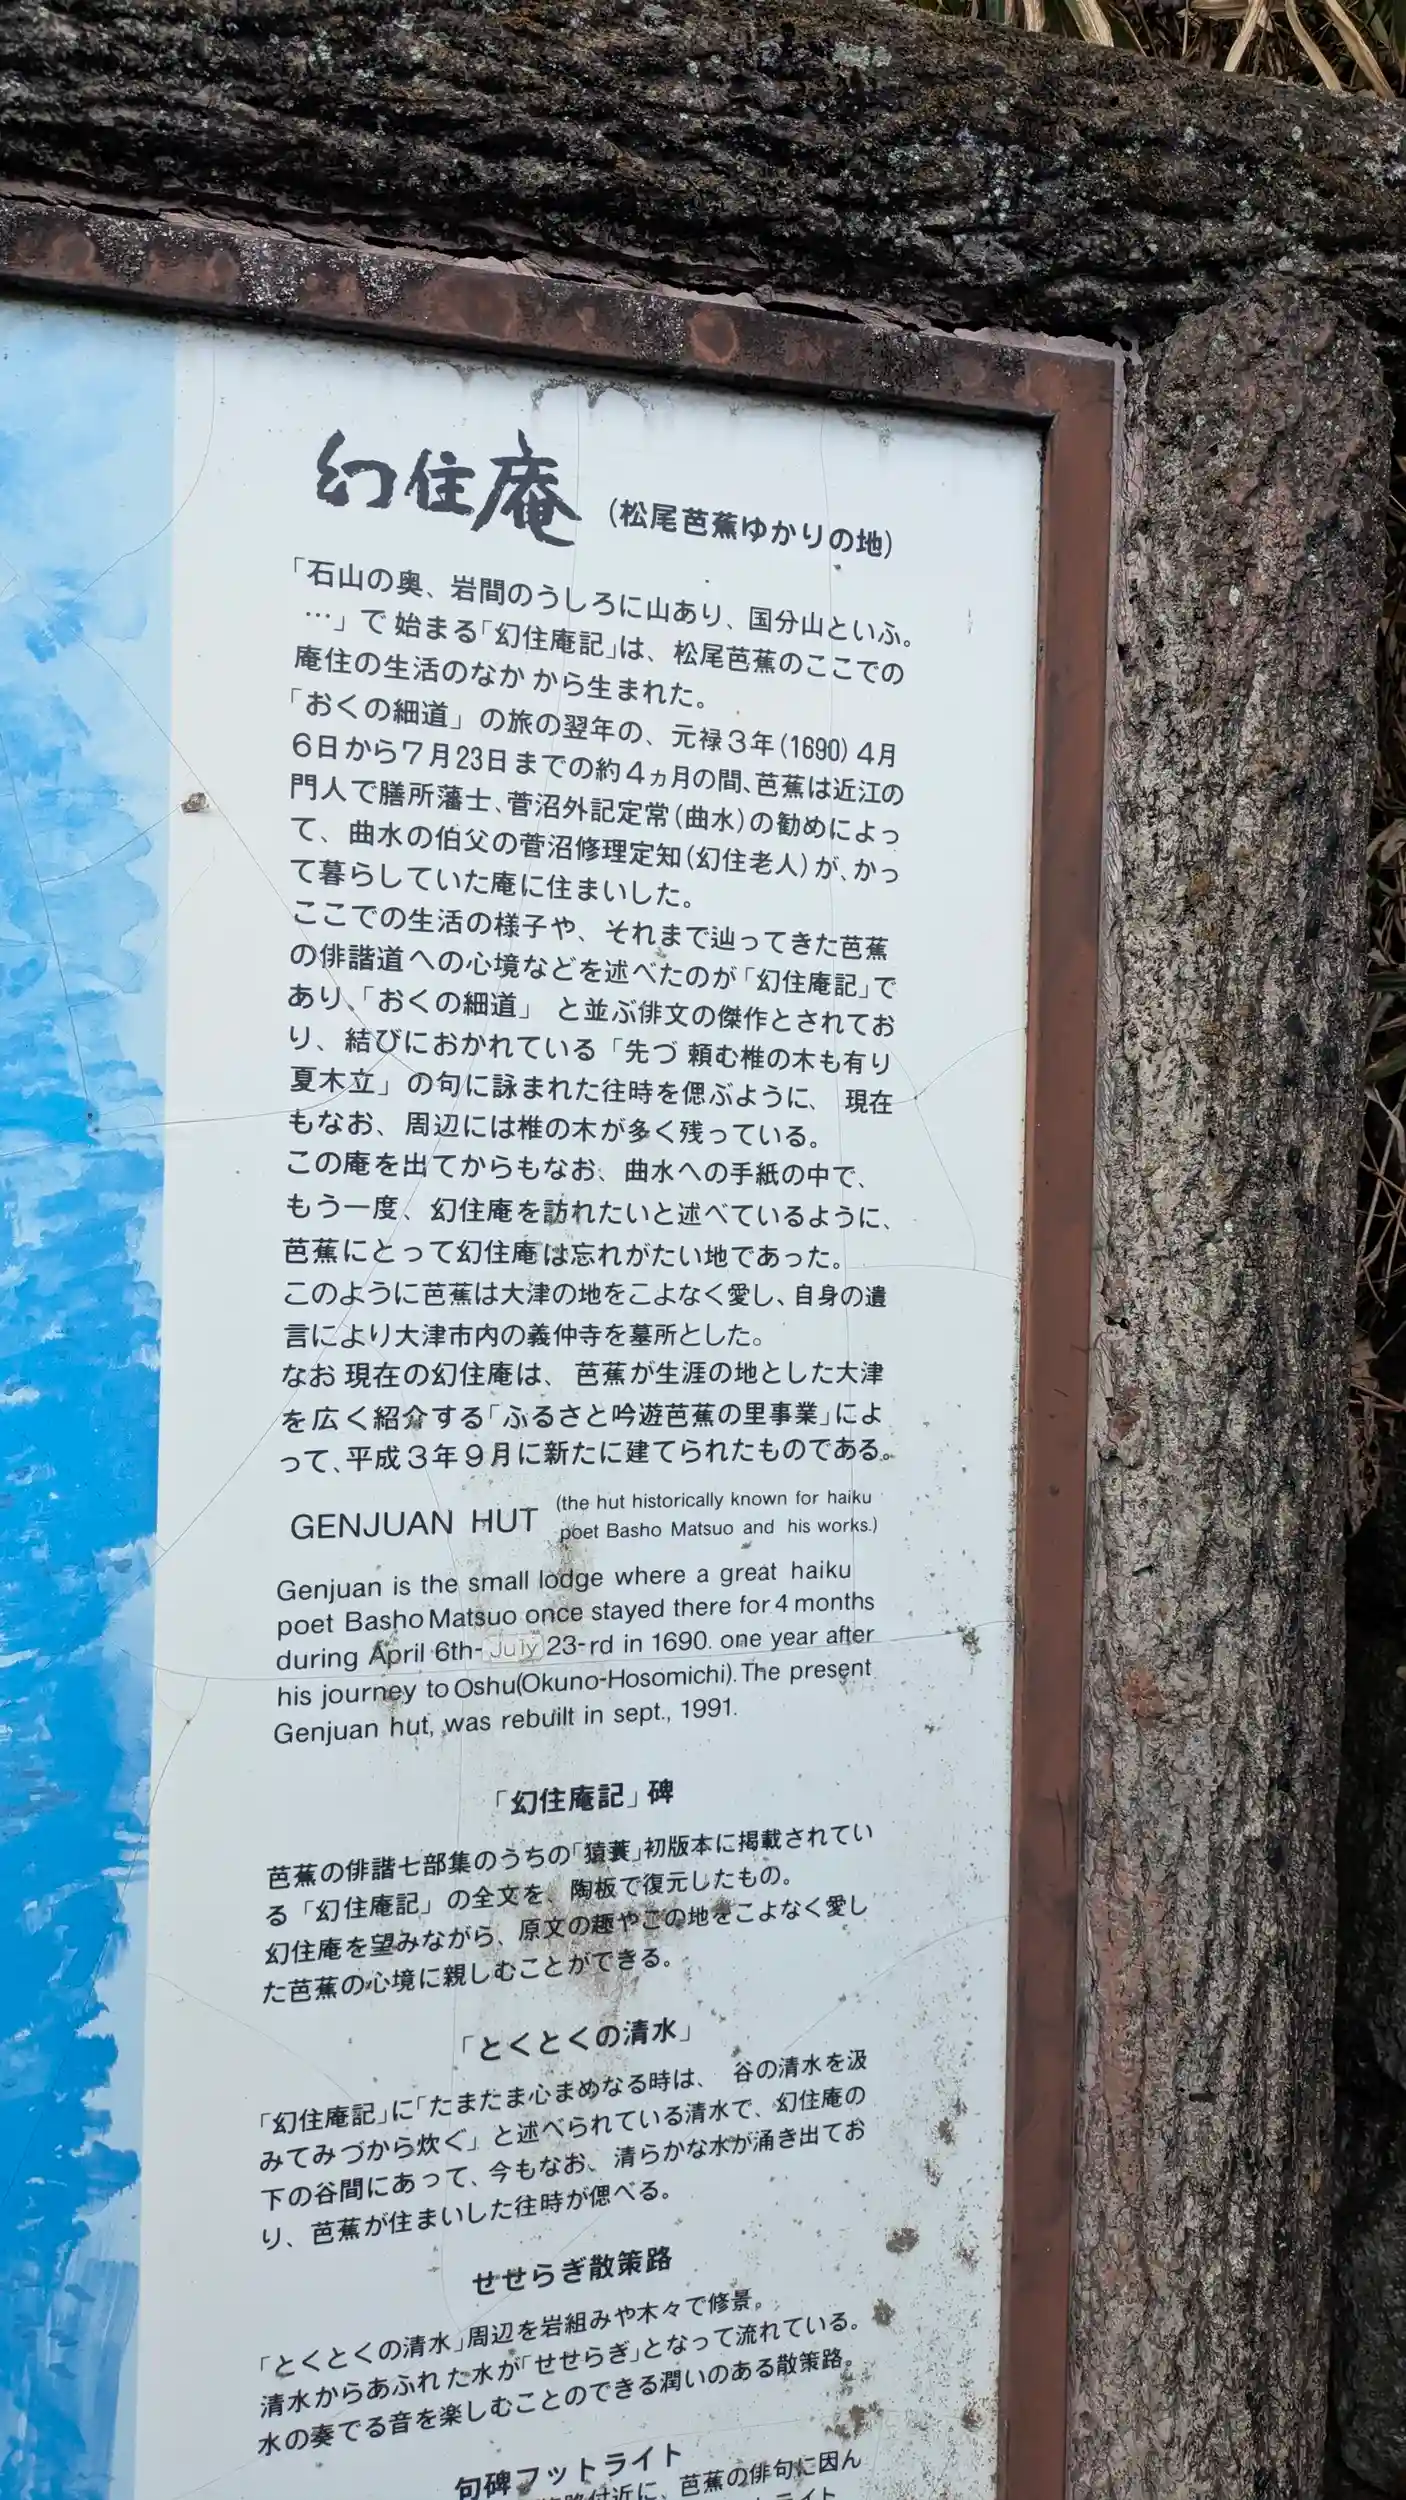 幻住庵 (松尾芭蕉ゆかりの地)
「石山の奥、岩間のうしろに山あり、国分山といふ。
…」で始まる「幻住庵記」は、松尾芭蕉のここでの
庵住の生活のなかから生まれた。
「おくの細道」の旅の翌年の、元禄3年(1690)4月
6日から7月23日までの約4ヵ月の間、芭蕉は近江の
門人で膳所藩士、菅沼外記定常(曲水)の勧めによっ
て、曲水の伯父の菅沼修理定知(幻住老人)が、かっ
て暮らしていた庵に住まいした。
ここでの生活の様子や、それまで辿ってきた芭蕉
の俳諧道への心境などを述べたのが「幻住庵記」で
あり、「おくの細道」と並ぶ俳文の傑作とされてお
り、結びにおかれている「先づ頼む椎の木も有り
夏木立」の句に詠まれた往時を偲ぶように、現在
もなお、周辺には椎の木が多く残っている。
この庵を出てからもなお、曲水への手紙の中で、
もう一度、幻住庵を訪れたいと述べているように、
芭蕉にとって幻住庵は忘れがたい地であった。
このように芭蕉は大津の地をこよなく愛し、自身の遺
言により大津市内の義仲寺を墓所とした。
なお現在の幻住庵は、芭蕉が生涯の地とした大津
を広く紹介する「ふるさと吟遊芭蕉の里事業」によ
って、平成3年9月に新たに建てられたものである。
GENJUAN HUT (the hut historically known for haiku
poet Basho Matsuo and his works.)
Genjuan is the small lodge where a great haiku
poet Basho Matsuo once stayed there for 4 months
during April 6th-July 23-rd in 1690. one year after
his journey to Oshu(Okuno-Hosomichi). The present
Genjuan hut, was rebuilt in sept., 1991.
「幻住庵記」碑
芭蕉の俳諧七部集のうちの「猿蓑」初版本に掲載されてい
る「幻住庵記」の全文を、陶板で復元したもの。
幻住庵を望みながら、原文の趣やこの地をこよなく愛し
た芭蕉の心境に親しむことができる。
「とくとくの清水」
「幻住庵記」に「たまたま心まめなる時は、谷の清水を汲
みてみづから炊ぐ」と述べられている清水で、幻住庵の
下の谷間にあって、今もなお、清らかな水が涌き出てお
り、芭蕉が住まいした往時が偲べる。
せせらぎ散策路
「とくとくの清水」周辺を岩組みや木々で修景。
清水からあふれた水が「せせらぎ」となって流れている。
水の奏でる音を楽しむことのできる潤いのある散策路。
句碑フットライト
路付近に、芭蕉の俳句に因ん